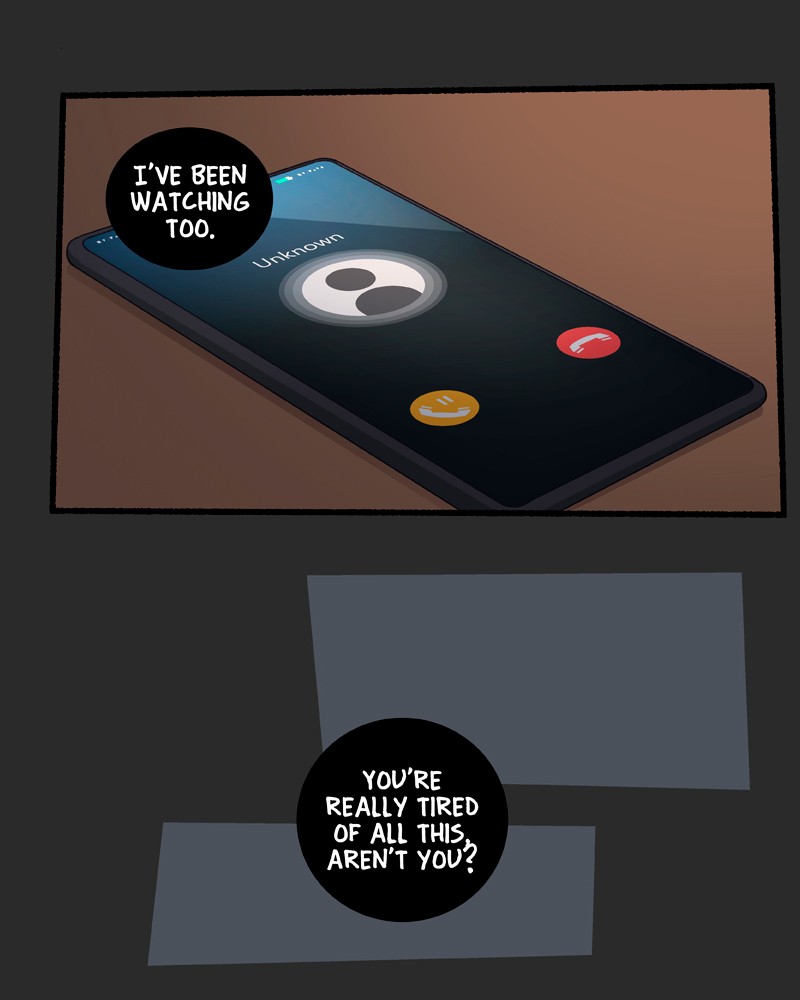 I'VE BEEN
WATCHING
TOO.
Unknown
YOU'RE
REALLY TIRED
OF ALL THIS,
AREN'T YOU?